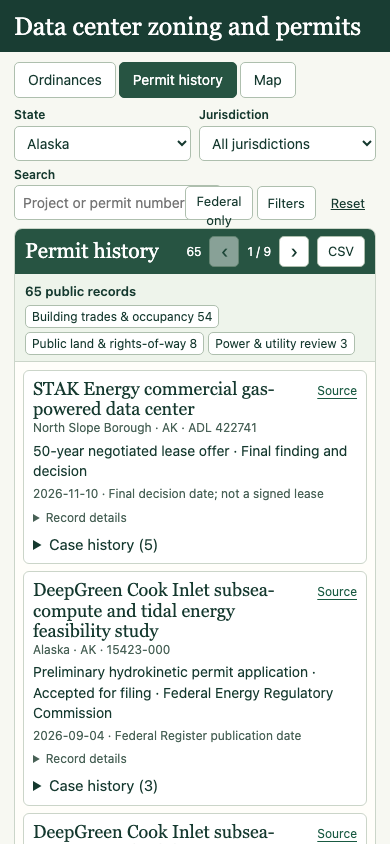 Data center zoning and permits
Ordinances
Permit history
Map
State
Jurisdiction
Alaska
All jurisdictions
Search
Project or permit number
Federal only
Filters
Reset
Permit history
65
‹
1 / 9
›
CSV
65 public records
Building trades & occupancy 54
Public land & rights-of-way 8
Power & utility review 3
STAK Energy commercial gas-
powered data center
Source
North Slope Borough · AK · ADL 422741
50-year negotiated lease offer · Final finding and
decision
2026-11-10 · Final decision date; not a signed lease
▶ Record details
▶ Case history (5)
DeepGreen Cook Inlet subsea-
compute and tidal energy
feasibility study
Source
Alaska · AK · 15423-000
Preliminary hydrokinetic permit application ·
Accepted for filing · Federal Energy Regulatory
Commission
2026-09-04 · Federal Register publication date
▶ Record details
▶ Case history (3)
DeepGreen Cook Inlet subsea-
Source